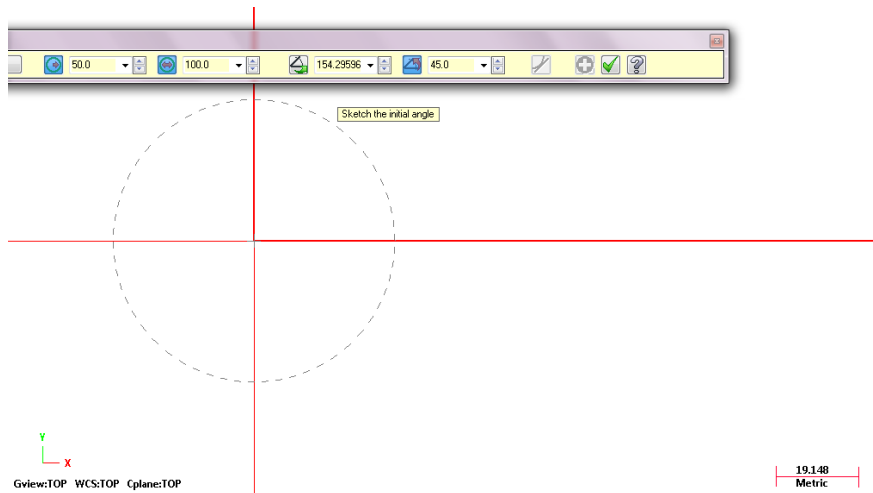 50.0 100.0 154.29596 45.0
Sketch the initial angle
Y
X
Gview:TOP WCS:TOP Cplane:TOP
19.148
Metric